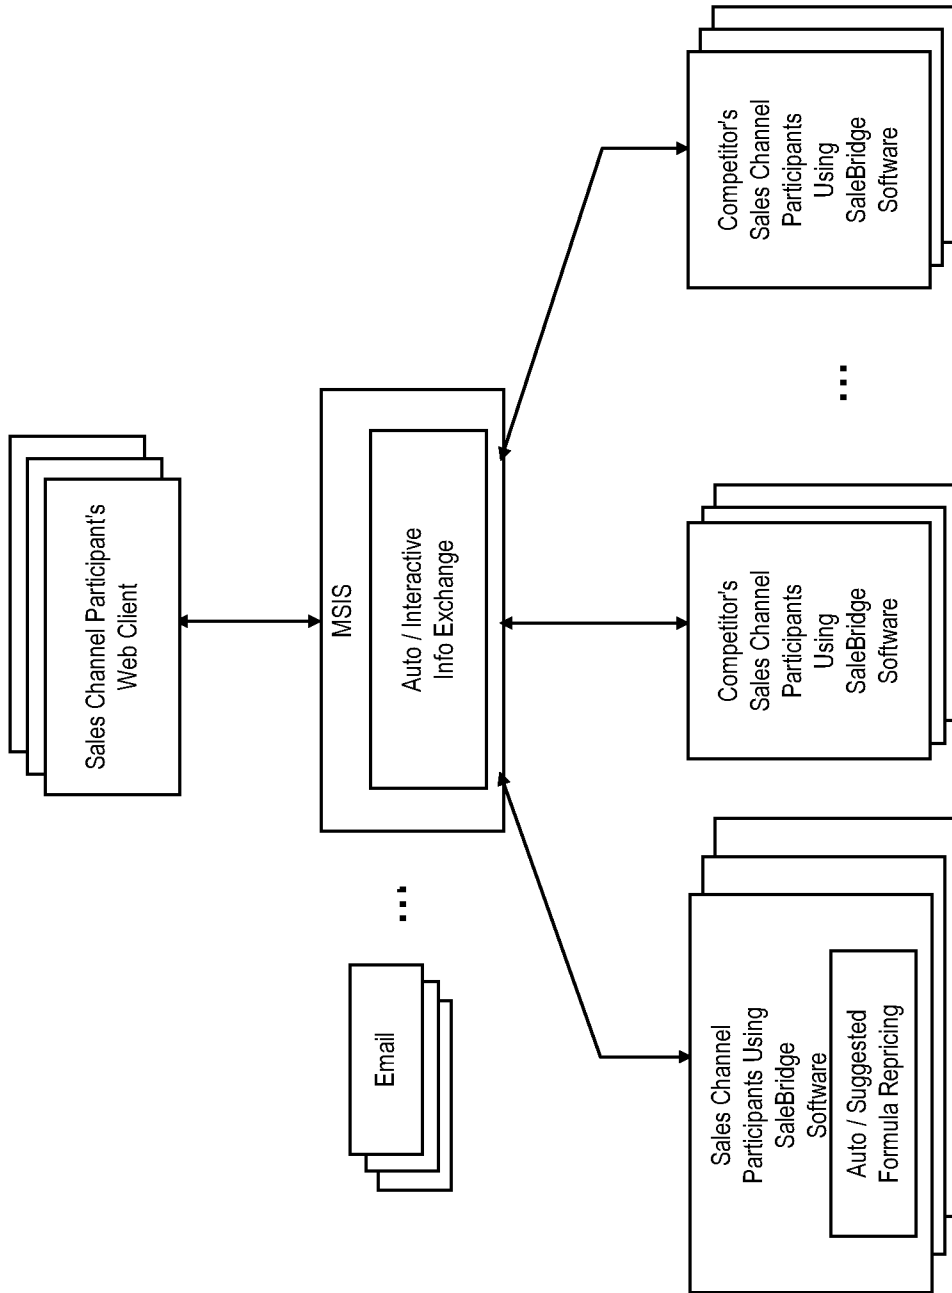 Sales Channel Participant's
Web Client
Email
...
MSIS
Auto / Interactive
Info Exchange
Sales Channel
Participants Using
SaleBridge
Software
Auto / Suggested
Formula Repricing
Competitor's
Sales Channel
Participants
Using
SaleBridge
Software
...
Competitor's
Sales Channel
Participants
Using
SaleBridge
Software